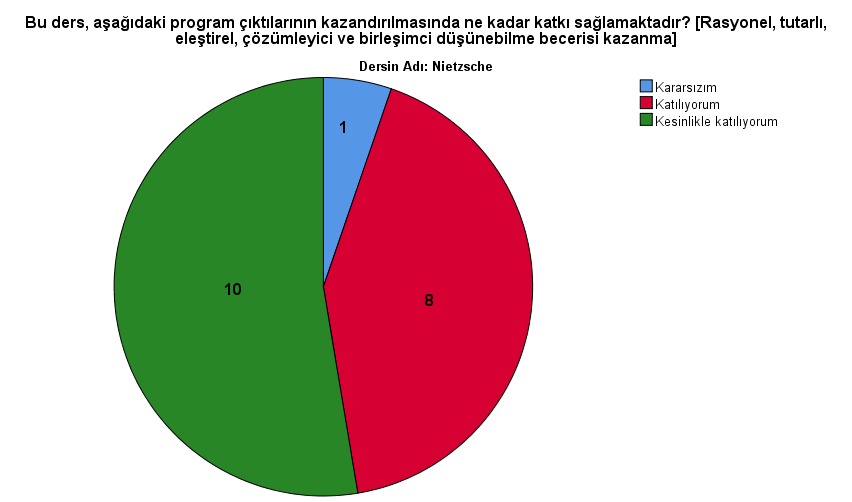 Bu ders, aşağıdaki program çıktılarının kazandırılmasında ne kadar katkı sağlamaktadır? [Rasyonel, tutarlı,
eleştirel, çözümleyici ve birleşimci düşünebilme becerisi kazanma]
Dersin Adı: Nietzsche
Kararsızım
Katılıyorum
Kesinlikle katılıyorum
1
10
8